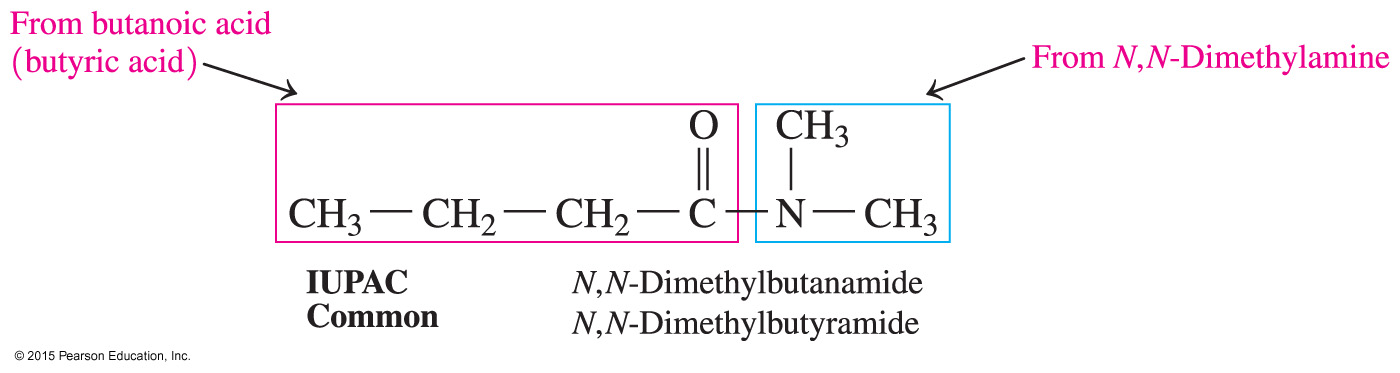 From butanoic acid
(butyric acid)
From N,N-Dimethylamine
O CH₃
CH₃ — CH₂ — CH₂ — C — N — CH₃
IUPAC N,N-Dimethylbutanamide
Common N,N-Dimethylbutyramide
© 2015 Pearson Education, Inc.